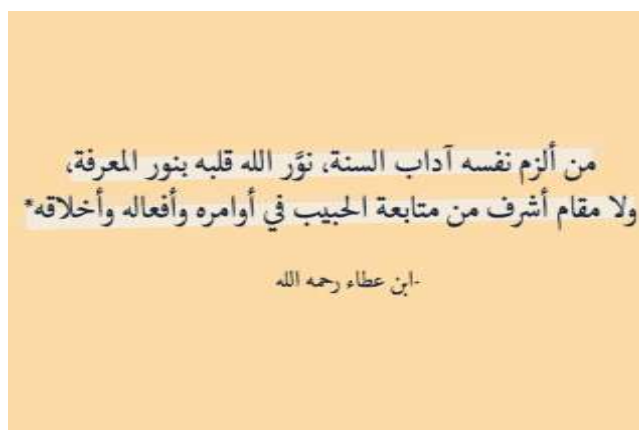 من ألزم نفسه آداب السنة، نوَّر الله قلبه بنور المعرفة،
ولا مقام أشرف من متابعة الحبيب في أوامره وأفعاله وأخلاقه*
-ابن عطاء رحمه الله